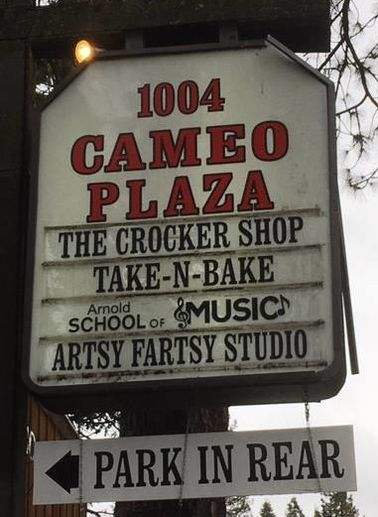 1004
CAMEO
PLAZA
THE CROCKER SHOP
TAKE-N-BAKE
Arnold
SCHOOL OF MUSIC
ARTSY FARTSY STUDIO
PARK IN REAR